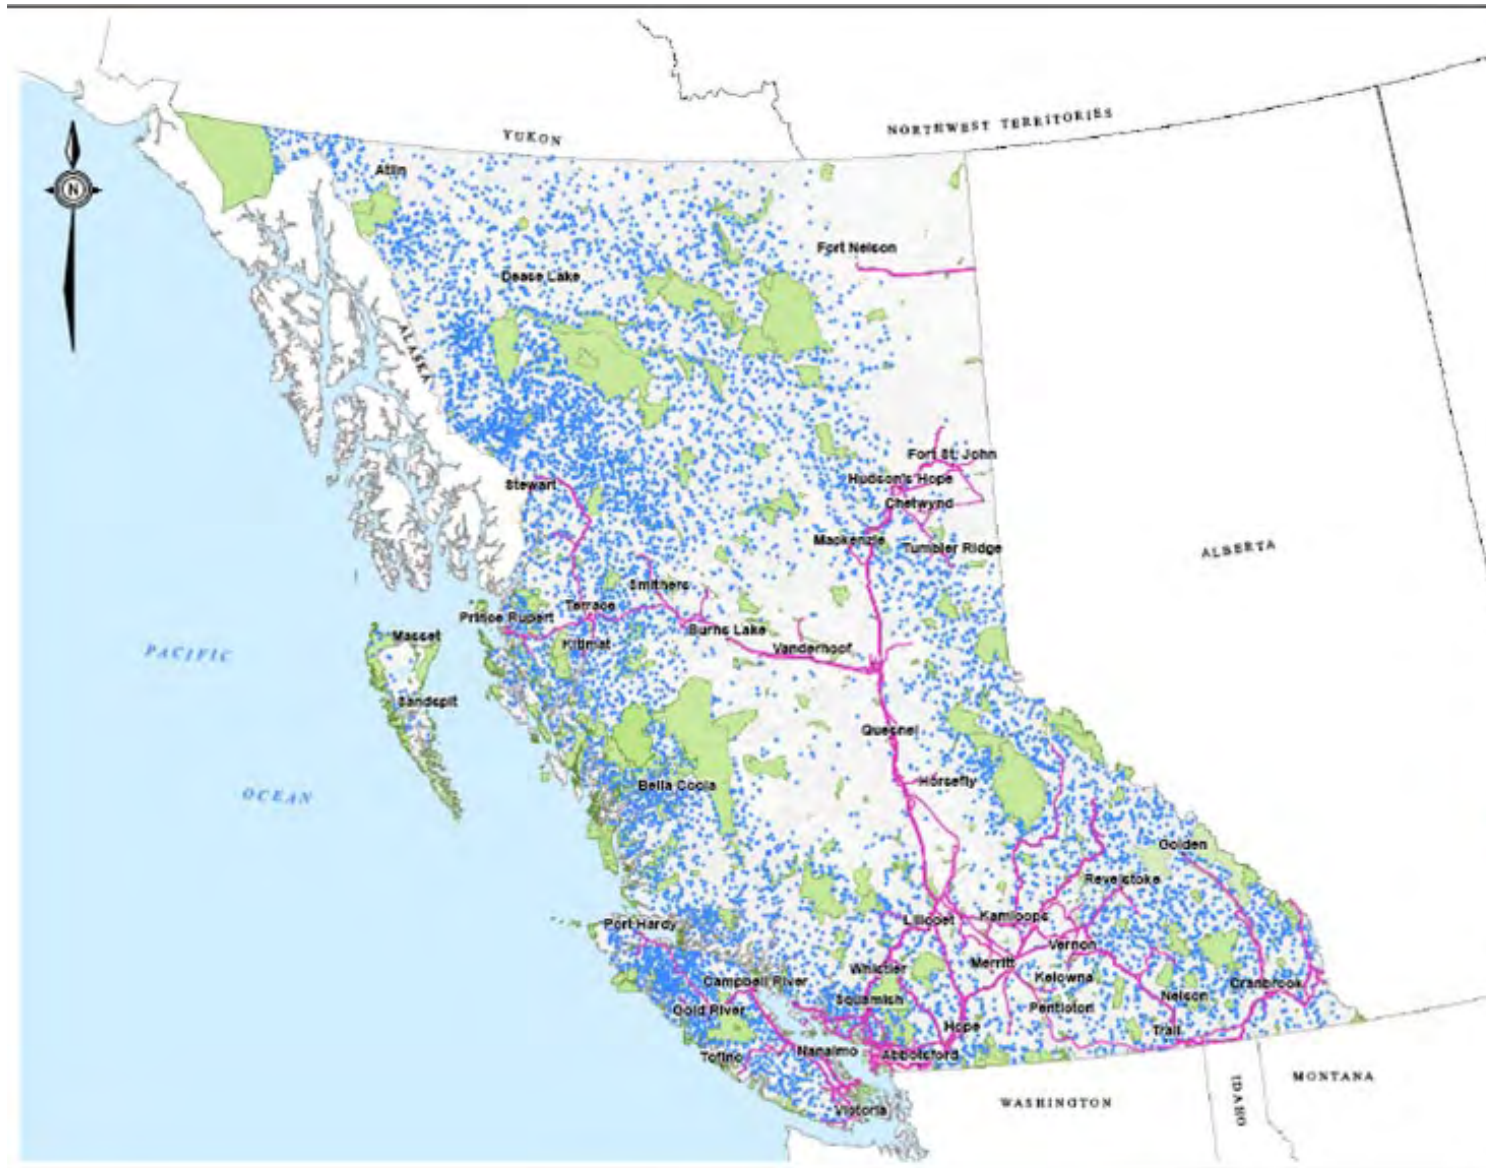 YUKON
NORTHWEST TERRITORIES
N
Atlin
Fort Nelson
Dease Lake
ALASKA
Fort St. John
Hudson's Hope
Stewart
Chetwynd
Mackenzie
Tumbler Ridge
ALBERTA
Smithers
Terrace
Prince Rupert
Burns Lake
Masset
Kitimat
Vanderhoof
PACIFIC
Sandspit
Quesnel
Horsefly
Bella Coola
OCEAN
Golden
Revelstoke
Port Hardy
Lillooet
Kamloops
Vernon
Whistler
Merritt
Kelowna
Campbell River
Cranbrook
Squamish
Nelson
Gold River
Penticton
Hope
Trail
Nanaimo
Abbotsford
Tofino
MONTANA
IDAHO
WASHINGTON
Victoria